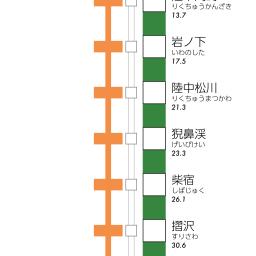 りくちゅうかんざき
13.7
岩ノ下
いわのした
17.5
陸中松川
りくちゅうまつかわ
21.3
猊鼻渓
げいびけい
23.3
柴宿
しばじゅく
26.1
摺沢
すりさわ
30.6